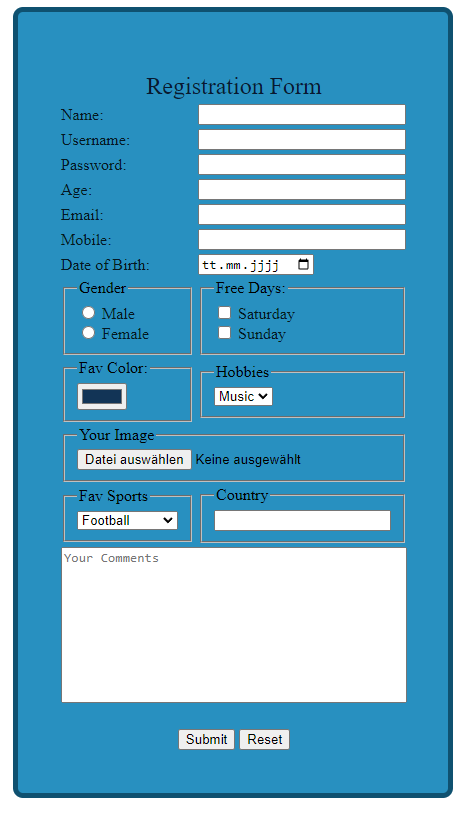 Registration Form
Name:
Username:
Password:
Age:
Email:
Mobile:
Date of Birth: tt.mm.jjjj
Gender Free Days:
Male Saturday
Female Sunday
Fav Color: Hobbies
Music
Your Image
Datei auswählen Keine ausgewählt
Fav Sports Country
Football
Your Comments
Submit Reset